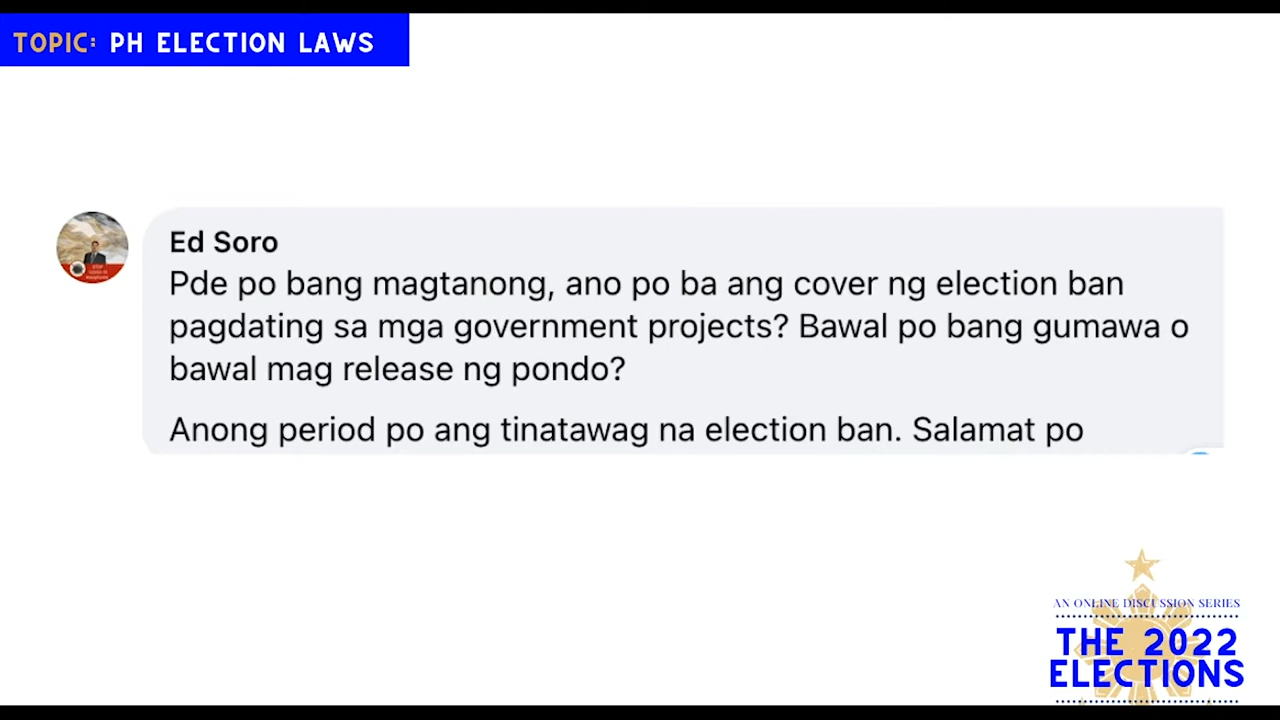 TOPIC: PH ELECTION LAWS
Ed Soro
Pde po bang magtanong, ano po ba ang cover ng election ban
pagdating sa mga government projects? Bawal po bang gumawa o
bawal mag release ng pondo?
Anong period po ang tinatawag na election ban. Salamat po
AN ONLINE DISCUSSION SERIES
THE 2022
ELECTIONS